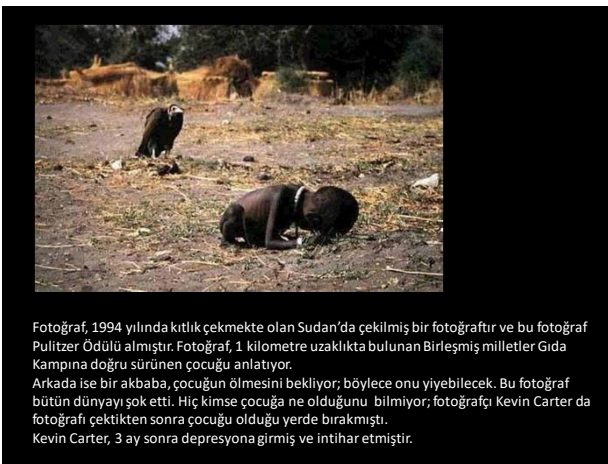 Fotoğraf, 1994 yılında kıtlık çekmekte olan Sudan’da çekilmiş bir fotoğraftır ve bu fotoğraf
Pulitzer Ödülü almıştır. Fotoğraf, 1 kilometre uzaklıkta bulunan Birleşmiş milletler Gıda
Kampına doğru sürünen çocuğu anlatıyor.
Arkada ise bir akbaba, çocuğun ölmesini bekliyor; böylece onu yiyebilecek. Bu fotoğraf
bütün dünyayı şok etti. Hiç kimse çocuğa ne olduğunu bilmiyor; fotoğrafçı Kevin Carter da
fotoğrafı çektikten sonra çocuğu olduğu yerde bırakmıştı.
Kevin Carter, 3 ay sonra depresyona girmiş ve intihar etmiştir.